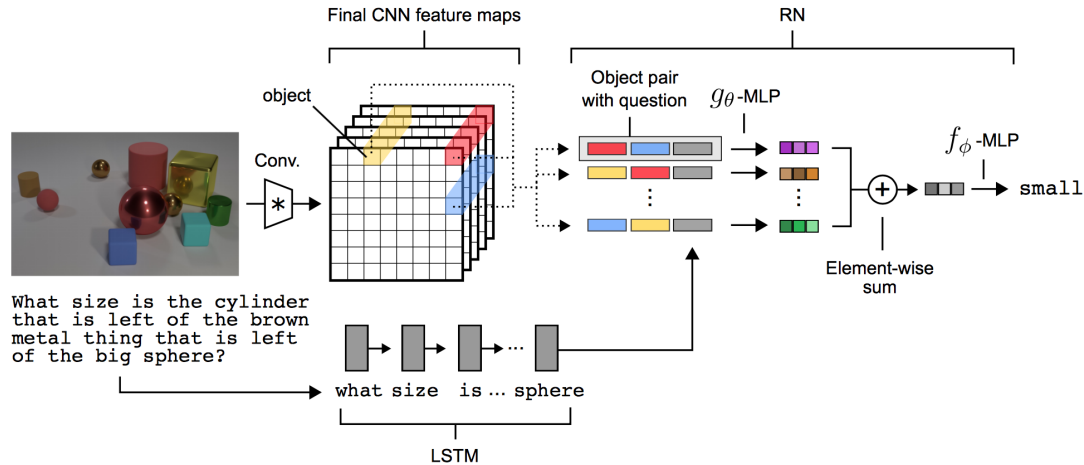 Final CNN feature maps
RN
object
Conv.
*
Object pair
with question
gθ-MLP
fϕ-MLP
+
small
Element-wise
sum
What size is the cylinder
that is left of the brown
metal thing that is left
of the big sphere?
what size is ... sphere
LSTM